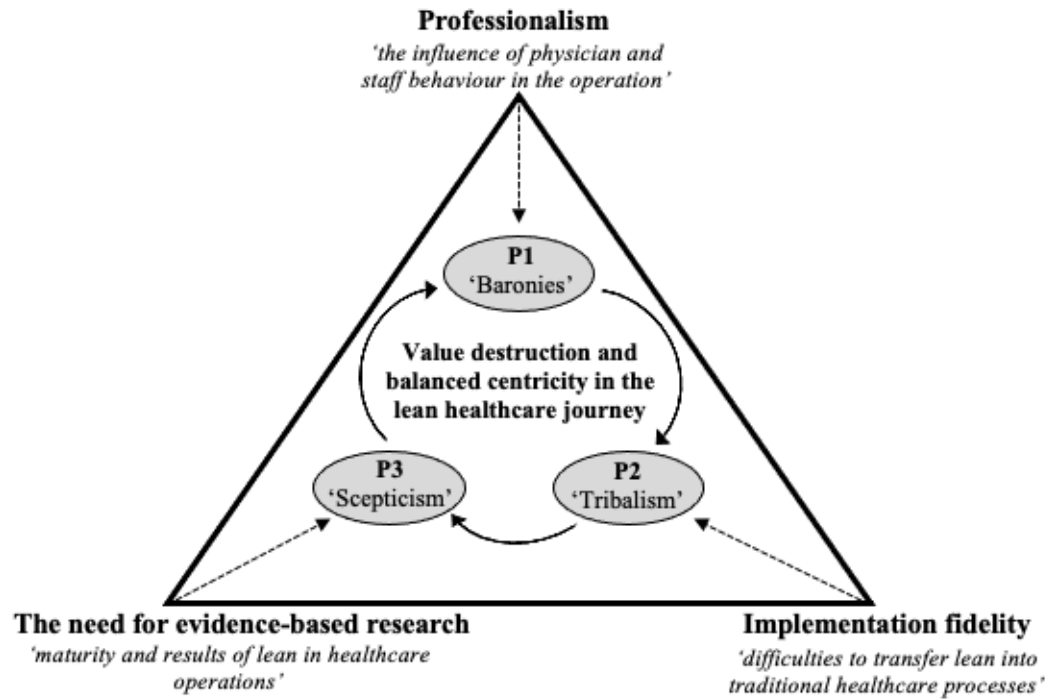 Professionalism
‘the influence of physician and
staff behaviour in the operation’
P1
‘Baronies’
Value destruction and
balanced centricity in the
lean healthcare journey
P3
‘Scepticism’
P2
‘Tribalism’
The need for evidence-based research
‘maturity and results of lean in healthcare
operations’
Implementation fidelity
‘difficulties to transfer lean into
traditional healthcare processes’